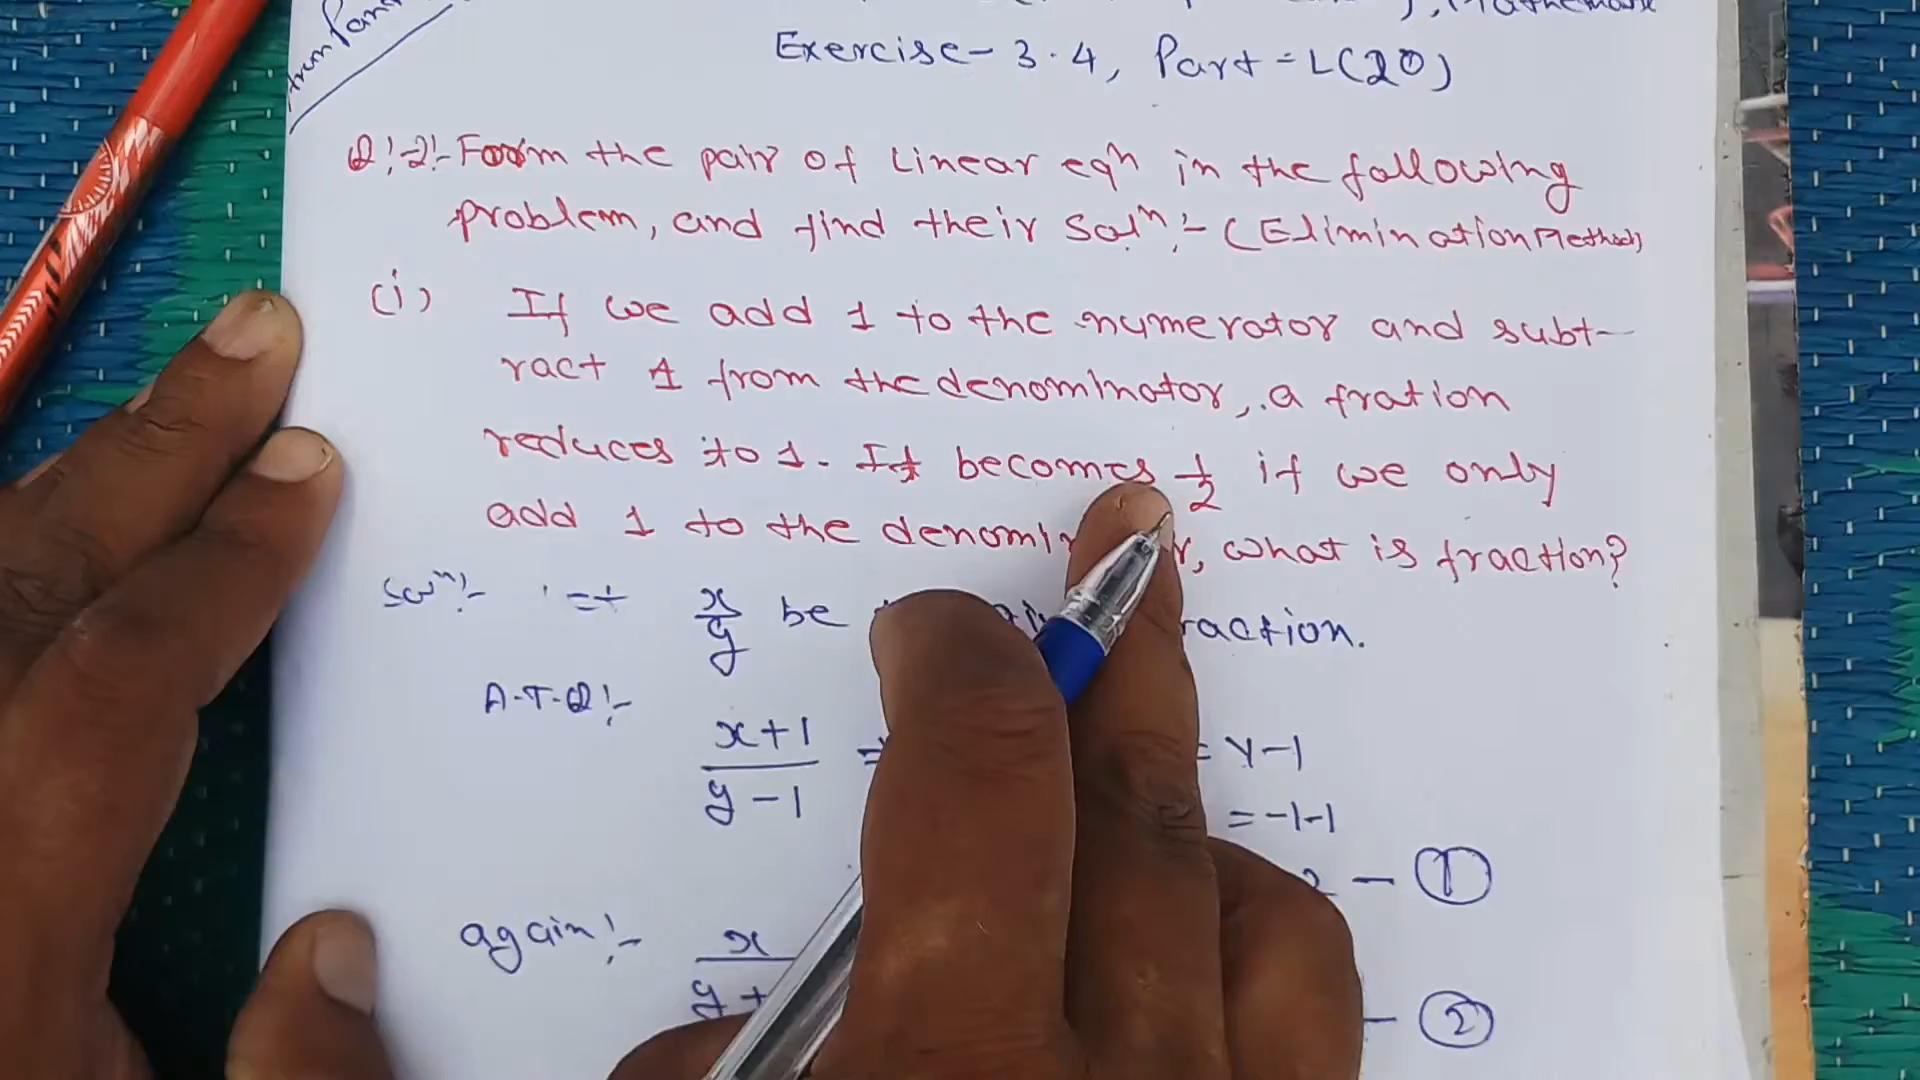 Exercise- 3.4, Part-L(20)
Q!-2!- Form the pair of Linear eqn in the following
problem, and find their Soln!- (Elimination Method)
(i) If we add 1 to the numerator and subt-
ract 1 from the denominator, a fration
reduces to 1. It becomes 1/2 if we only
add 1 to the what is fraction?
Soln!- x/y be
A-T-Q!-
x+1 = y-1
y-1
= -1-1
2 - ①
again!- x
y+
- ②